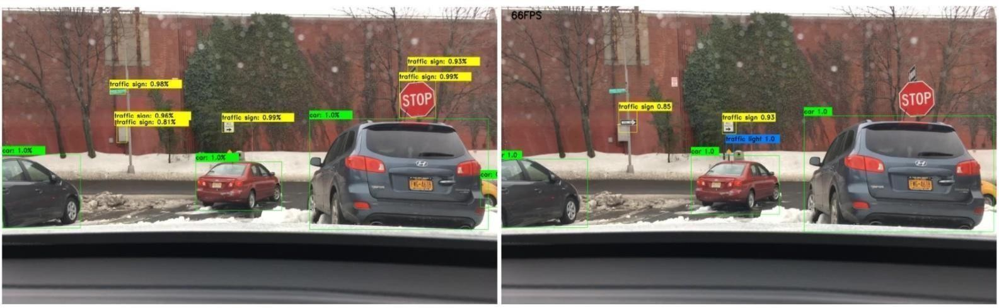 traffic sign: 0.93%
traffic sign: 0.99%
traffic sign: 0.98%
STOP
traffic sign: 0.96%
traffic sign: 0.81%
traffic sign: 0.99%
car: 1.0%
car: 1.0%
car: 1.0%
car:
66FPS
STOP
traffic sign 0.85
traffic sign 0.93
car 1.0
traffic light 1.0
car 1.0
r 1.0